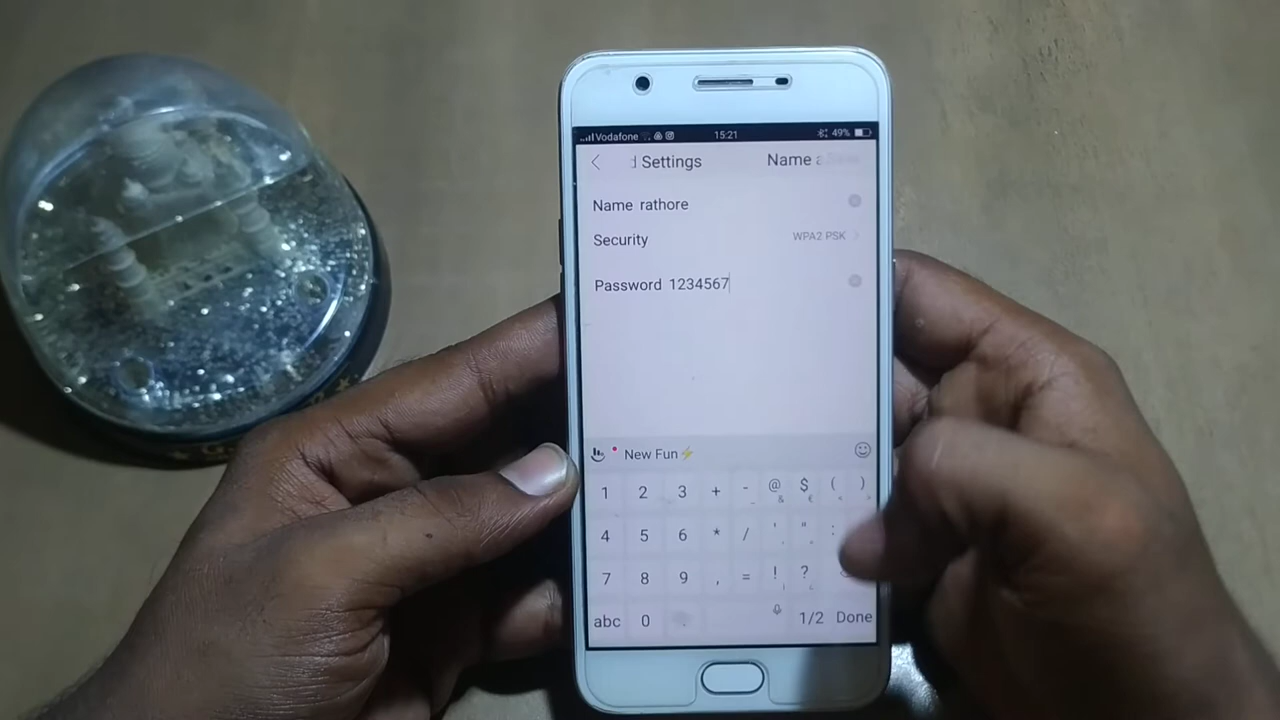 Vodafone 15:21 49%
Settings Name
Name rathore
Security WPA2 PSK
Password 1234567
New Fun⚡
1 2 3 + - @ $ ( )
4 5 6 * / ' " :
7 8 9 , = ! ?
abc 0 1/2 Done